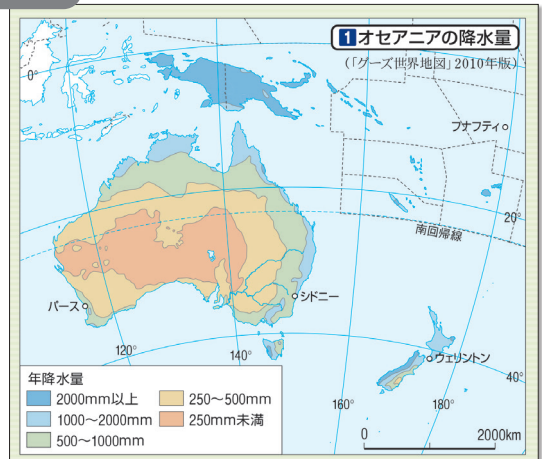 1 オセアニアの降水量
(「グーズ世界地図」2010年版)
0°
フナフティ
20°
南回帰線
シドニー
パース
ウェリントン
120°
140°
40°
160°
180°
年降水量
2000mm以上
250～500mm
1000～2000mm
250mm未満
500～1000mm
0
2000km